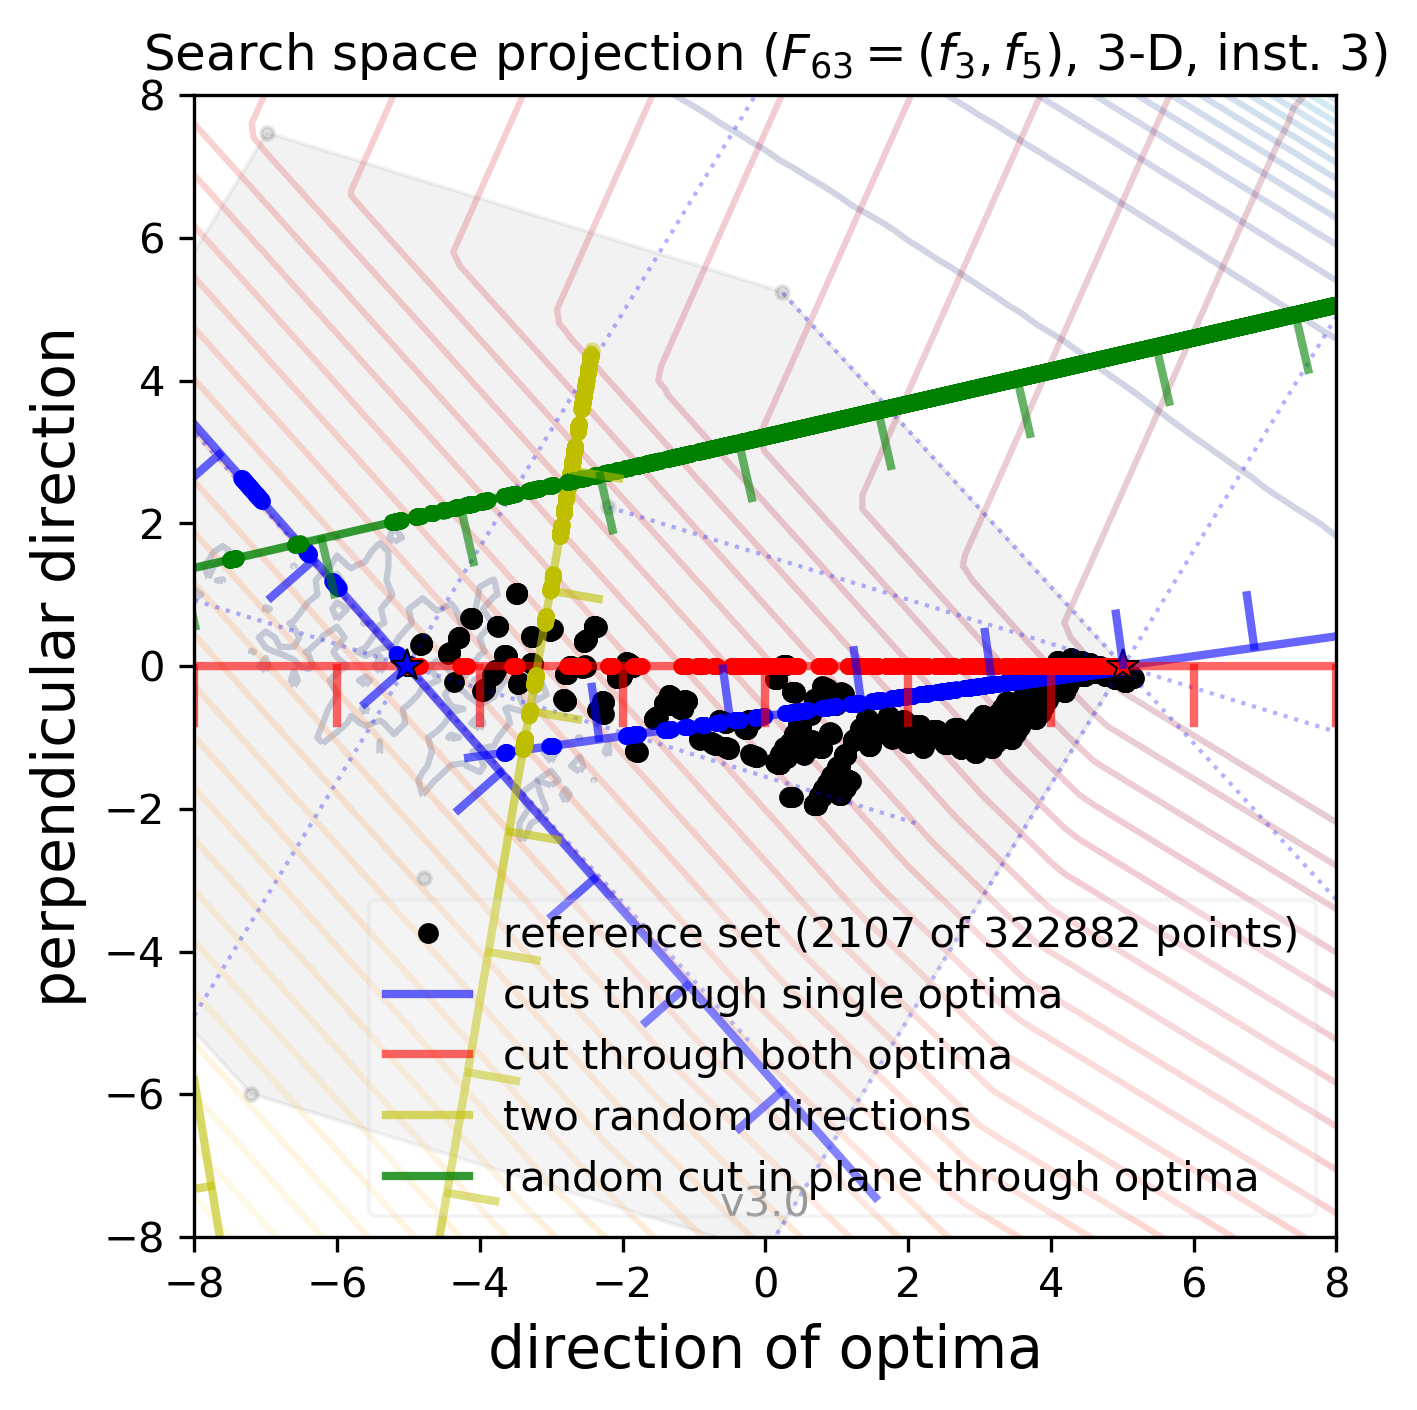 Search space projection (F63 = (f3, f5), 3-D, inst. 3)
8
6
4
2
0
−2
−4
−6
−8
perpendicular direction
reference set (2107 of 322882 points)
cuts through single optima
cut through both optima
two random directions
random cut in plane through optima
v3.0
−8 −6 −4 −2 0 2 4 6 8
direction of optima